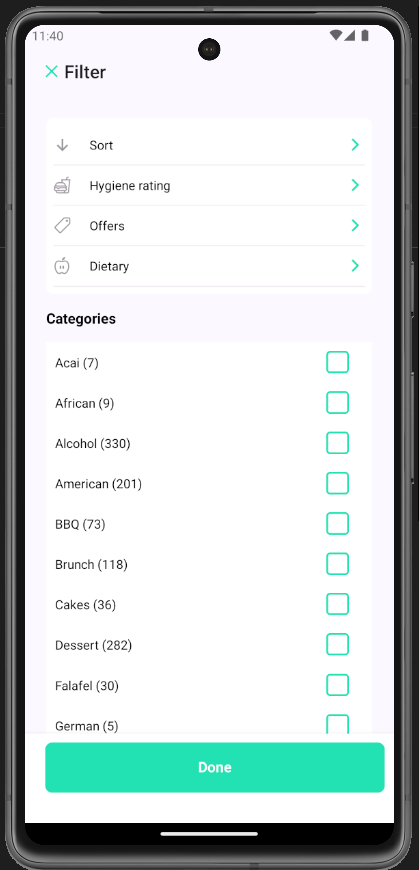 11:40
Filter
Sort
Hygiene rating
Offers
Dietary
Categories
Acai (7)
African (9)
Alcohol (330)
American (201)
BBQ (73)
Brunch (118)
Cakes (36)
Dessert (282)
Falafel (30)
German (5)
Done